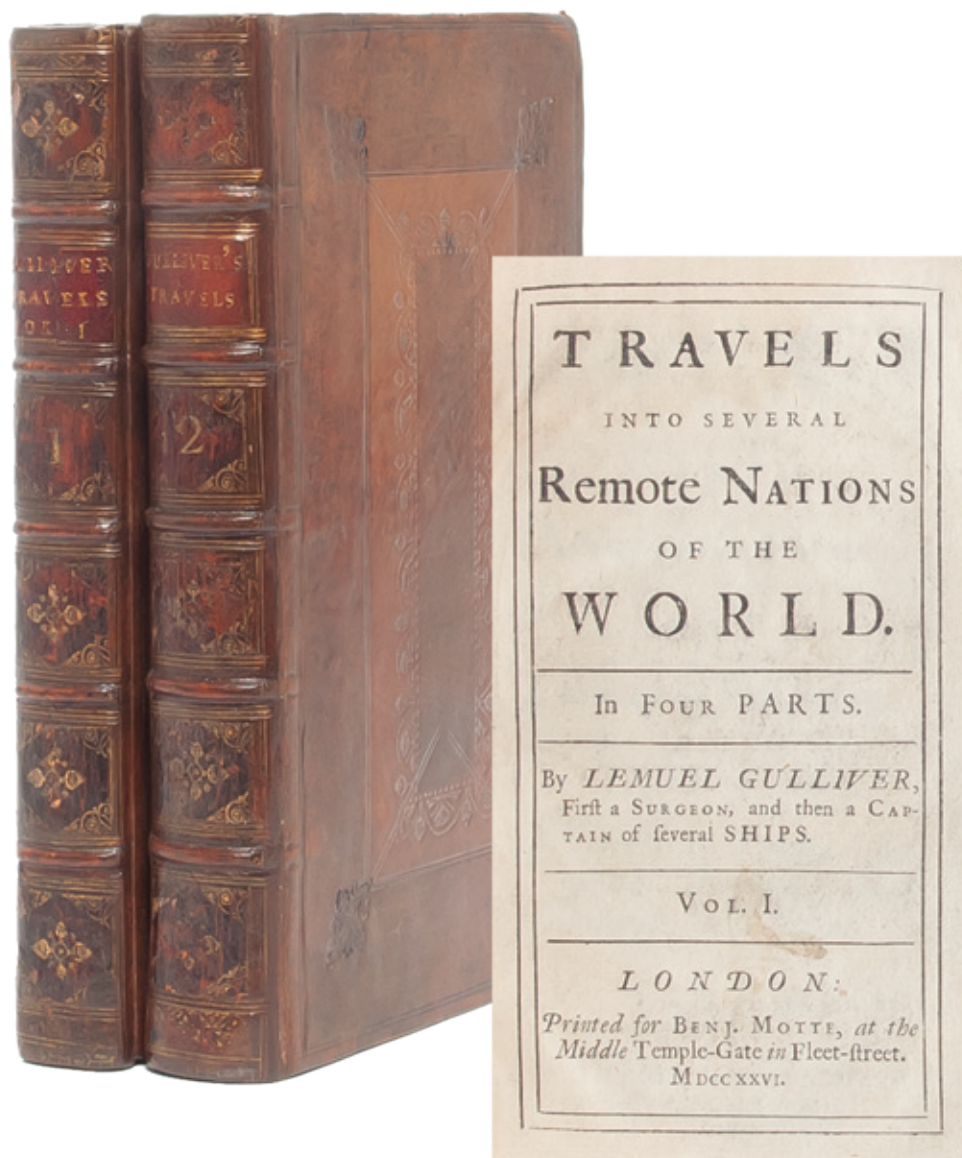 TRAVELS
1
GULLIVER'S
TRAVELS
2
TRAVELS
INTO SEVERAL
Remote NATIONS
OF THE
WORLD.
In FOUR PARTS.
By LEMUEL GULLIVER,
Firſt a SURGEON, and then a CAP-
TAIN of ſeveral SHIPS.
VOL. I.
LONDON:
Printed for BENJ. MOTTE, at the
Middle Temple-Gate in Fleet-ſtreet.
MDCCXXVI.